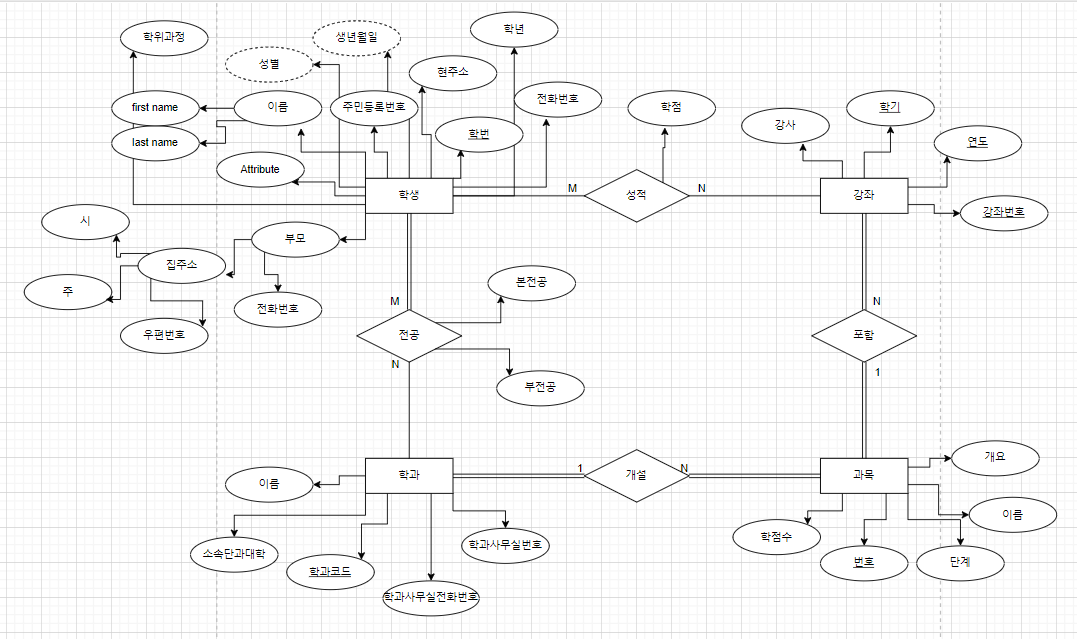 학년
학위과정
생년월일
성별
현주소
전화번호
first name
이름
주민등록번호
학점
학기
강사
학번
last name
연도
Attribute
학생
M
성적
N
강좌
강좌번호
시
부모
집주소
주
전화번호
본전공
M
N
우편번호
전공
포함
N
1
부전공
개요
1
N
학과
개설
과목
이름
이름
학점수
학과사무실번호
소속단과대학
번호
단계
학과코드
학과사무실전화번호